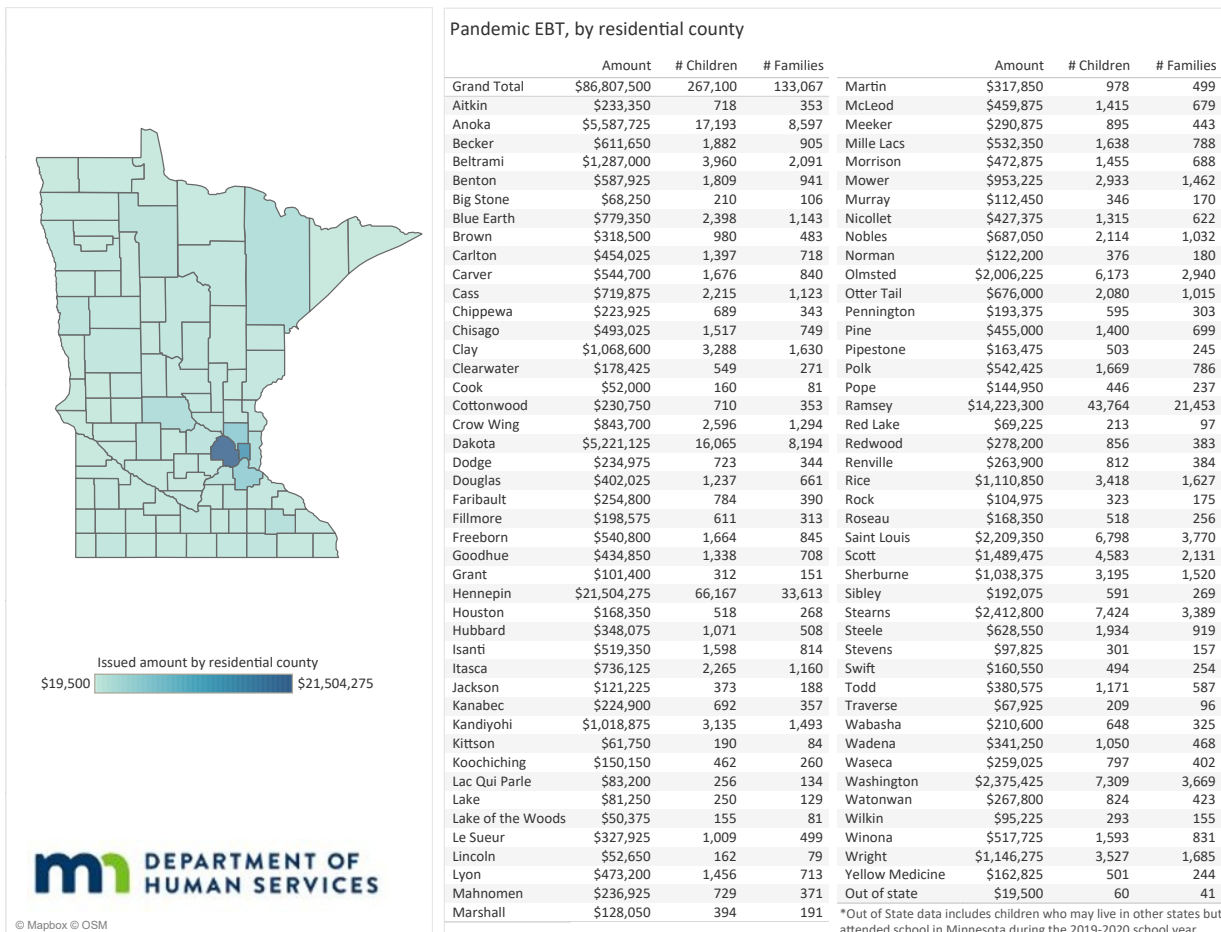 Pandemic EBT, by residential county
Amount # Children # Families
Grand Total $86,807,500 267,100 133,067
Aitkin $233,350 718 353
Anoka $5,587,725 17,193 8,597
Becker $611,650 1,882 905
Beltrami $1,287,000 3,960 2,091
Benton $587,925 1,809 941
Big Stone $68,250 210 106
Blue Earth $779,350 2,398 1,143
Brown $318,500 980 483
Carlton $454,025 1,397 718
Carver $544,700 1,676 840
Cass $719,875 2,215 1,123
Chippewa $223,925 689 343
Chisago $493,025 1,517 749
Clay $1,068,600 3,288 1,630
Clearwater $178,425 549 271
Cook $52,000 160 81
Cottonwood $230,750 710 353
Crow Wing $843,700 2,596 1,294
Dakota $5,221,125 16,065 8,194
Dodge $234,975 723 344
Douglas $402,025 1,237 661
Faribault $254,800 784 390
Fillmore $198,575 611 313
Freeborn $540,800 1,664 845
Goodhue $434,850 1,338 708
Grant $101,400 312 151
Hennepin $21,504,275 66,167 33,613
Houston $168,350 518 268
Hubbard $348,075 1,071 508
Isanti $519,350 1,598 814
Itasca $736,125 2,265 1,160
Jackson $121,225 373 188
Kanabec $224,900 692 357
Kandiyohi $1,018,875 3,135 1,493
Kittson $61,750 190 84
Koochiching $150,150 462 260
Lac Qui Parle $83,200 256 134
Lake $81,250 250 129
Lake of the Woods $50,375 155 81
Le Sueur $327,925 1,009 499
Lincoln $52,650 162 79
Lyon $473,200 1,456 713
Mahnomen $236,925 729 371
Marshall $128,050 394 191
Amount # Children # Families
Martin $317,850 978 499
McLeod $459,875 1,415 679
Meeker $290,875 895 443
Mille Lacs $532,350 1,638 788
Morrison $472,875 1,455 688
Mower $953,225 2,933 1,462
Murray $112,450 346 170
Nicollet $427,375 1,315 622
Nobles $687,050 2,114 1,032
Norman $122,200 376 180
Olmsted $2,006,225 6,173 2,940
Otter Tail $676,000 2,080 1,015
Pennington $193,375 595 303
Pine $455,000 1,400 699
Pipestone $163,475 503 245
Polk $542,425 1,669 786
Pope $144,950 446 237
Ramsey $14,223,300 43,764 21,453
Red Lake $69,225 213 97
Redwood $278,200 856 383
Renville $263,900 812 384
Rice $1,110,850 3,418 1,627
Rock $104,975 323 175
Roseau $168,350 518 256
Saint Louis $2,209,350 6,798 3,770
Scott $1,489,475 4,583 2,131
Sherburne $1,038,375 3,195 1,520
Sibley $192,075 591 269
Stearns $2,412,800 7,424 3,389
Steele $628,550 1,934 919
Stevens $97,825 301 157
Swift $160,550 494 254
Todd $380,575 1,171 587
Traverse $67,925 209 96
Wabasha $210,600 648 325
Wadena $341,250 1,050 468
Waseca $259,025 797 402
Washington $2,375,425 7,309 3,669
Watonwan $267,800 824 423
Wilkin $95,225 293 155
Winona $517,725 1,593 831
Wright $1,146,275 3,527 1,685
Yellow Medicine $162,825 501 244
Out of state $19,500 60 41
*Out of State data includes children who may live in other states but
attended school in Minnesota during the 2019-2020 school year
Issued amount by residential county
$19,500 $21,504,275
mn DEPARTMENT OF
HUMAN SERVICES
© Mapbox © OSM